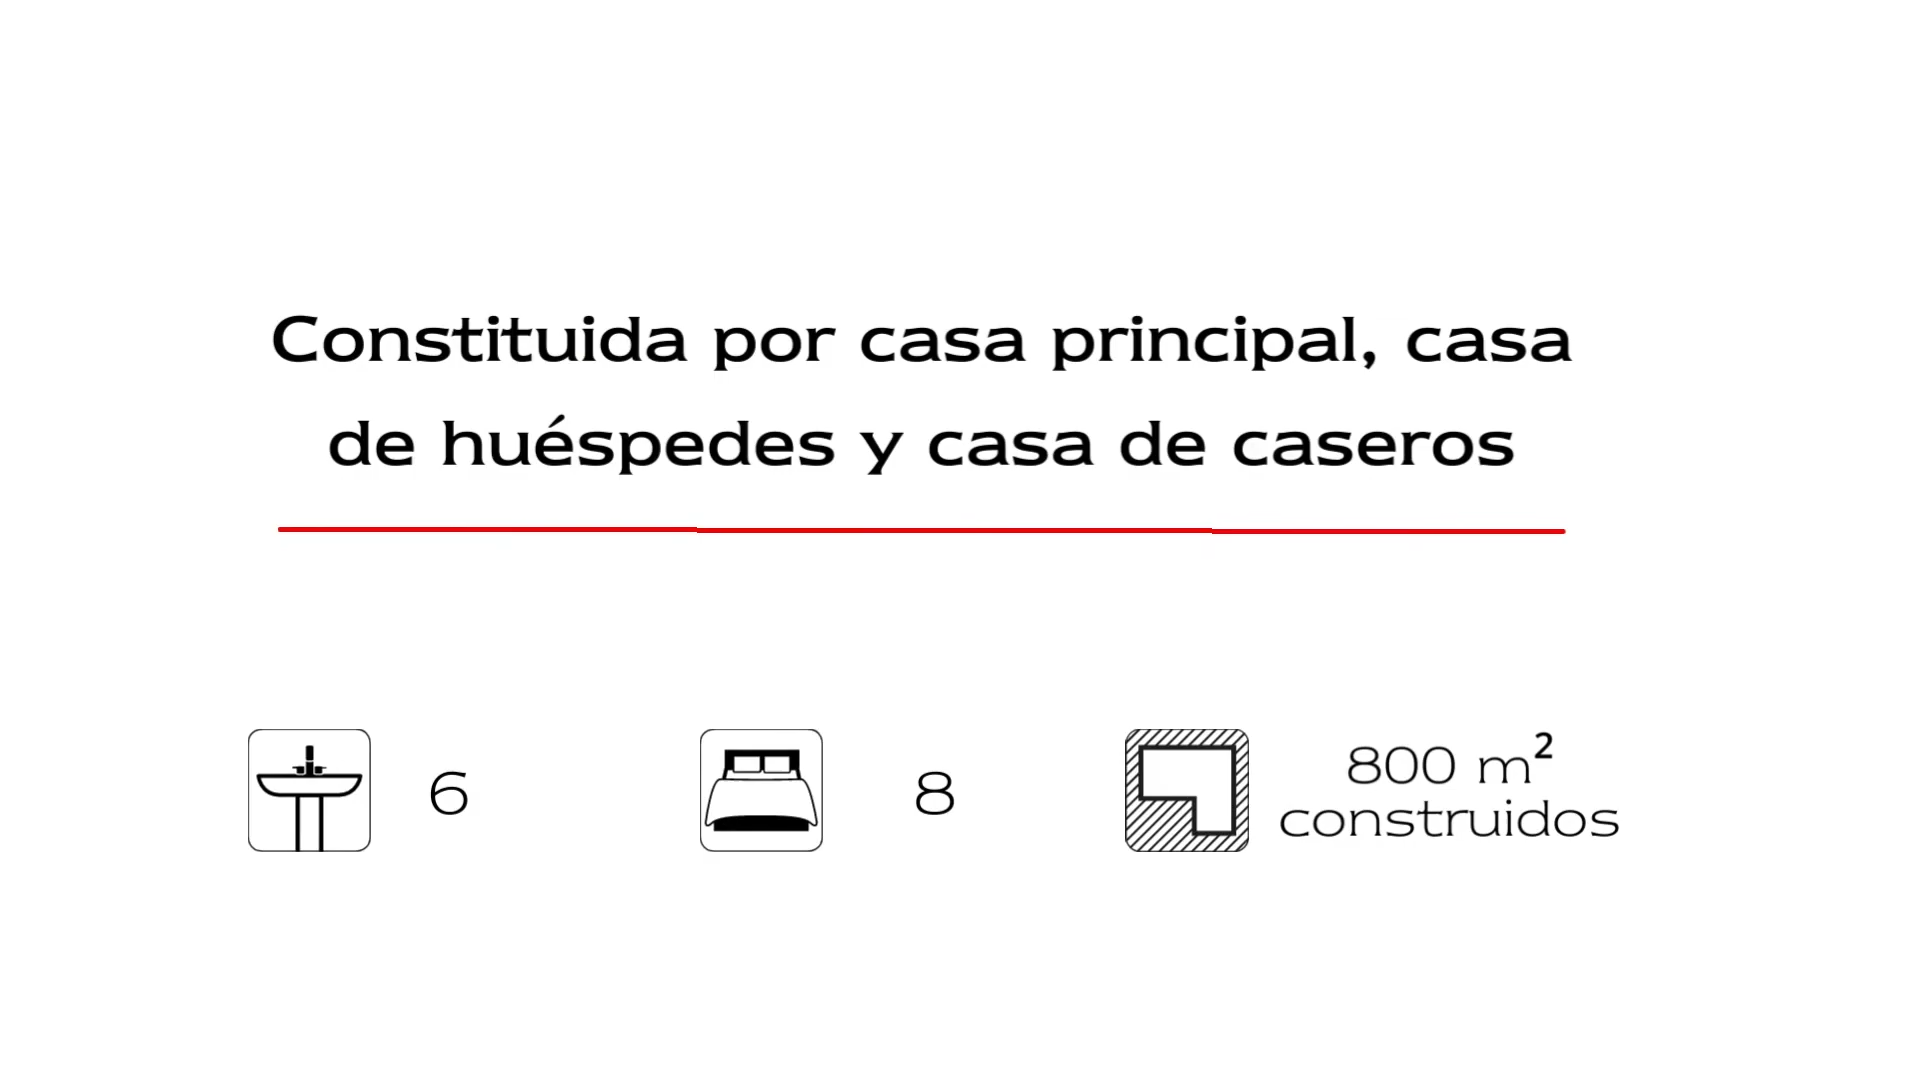 Constituida por casa principal, casa
de huéspedes y casa de caseros
6
8
800 m²
construidos